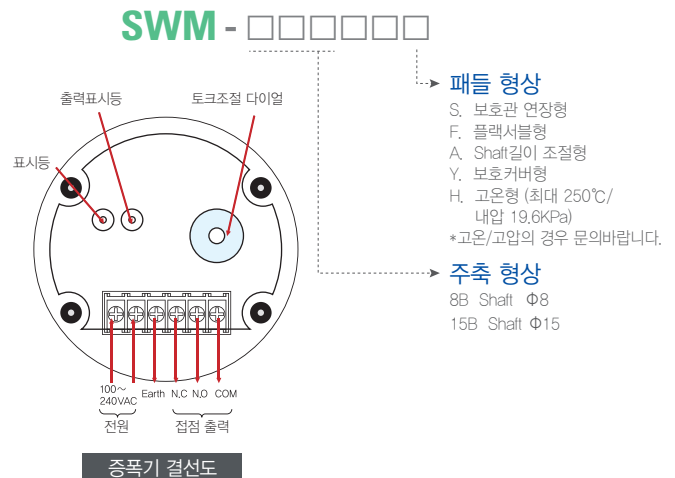 SWM - □□□□□□
패들 형상
S. 보호관 연장형
F. 플랙서블형
A. Shaft길이 조절형
Y. 보호커버형
H. 고온형 (최대 250℃/
내압 19.6KPa)
*고온/고압의 경우 문의바랍니다.
주축 형상
8B Shaft Φ8
15B Shaft Φ15
출력표시등
토크조절 다이얼
표시등
100~
240VAC
Earth N.C N.O COM
전원
접점 출력
증폭기 결선도